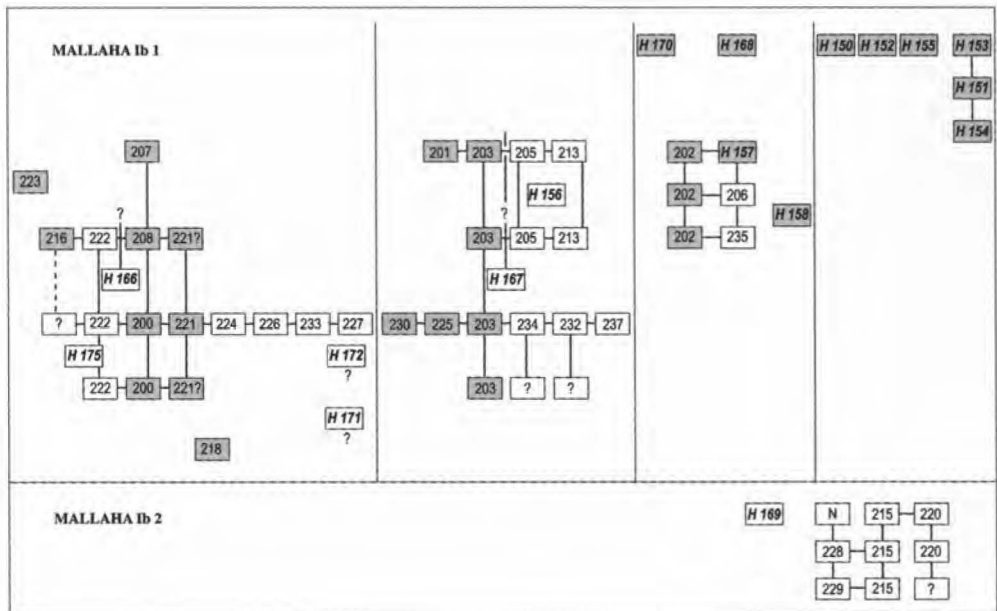 MALLAHA Ib 1
H 170 H 168 H 150 H 152 H 155 H 153
H 151
H 154
207 201 203 205 213 202 H 157
223 H 156 202 206
? ? H 158
216 222 208 221? 203 205 213 202 235
H 166 H 167
? 222 200 221 224 226 233 227 230 225 203 234 232 237
H 175 H 172
?
222 200 221? 203 ? ?
H 171
?
218
MALLAHA Ib 2
H 169 N 215 220
228 215 220
229 215 ?